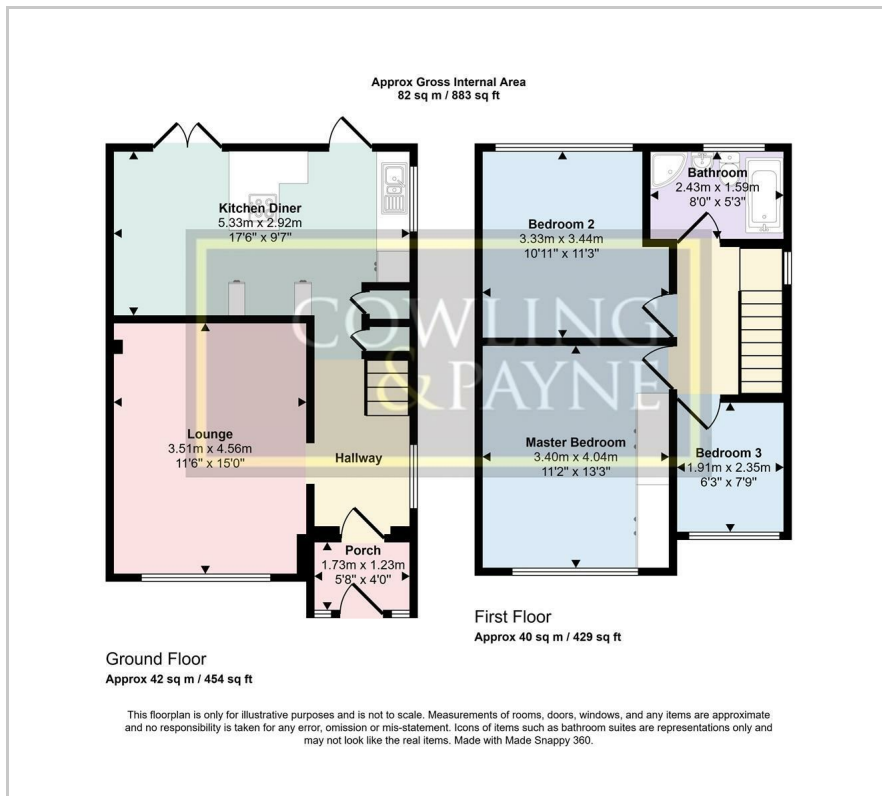 Approx Gross Internal Area
82 sq m / 883 sq ft
Kitchen Diner
5.33m x 2.92m
17'6" x 9'7"
Bedroom 2
3.33m x 3.44m
10'11" x 11'3"
Bathroom
2.43m x 1.59m
8'0" x 5'3"
COWLING
&PAYNE
Lounge
3.51m x 4.56m
11'6" x 15'0"
Hallway
Master Bedroom
3.40m x 4.04m
11'2" x 13'3"
Bedroom 3
1.91m x 2.35m
6'3" x 7'9"
Porch
1.73m x 1.23m
5'8" x 4'0"
First Floor
Approx 40 sq m / 429 sq ft
Ground Floor
Approx 42 sq m / 454 sq ft
This floorplan is only for illustrative purposes and is not to scale. Measurements of rooms, doors, windows, and any items are approximate
and no responsibility is taken for any error, omission or mis-statement. Icons of items such as bathroom suites are representations only and
may not look like the real items. Made with Made Snappy 360.